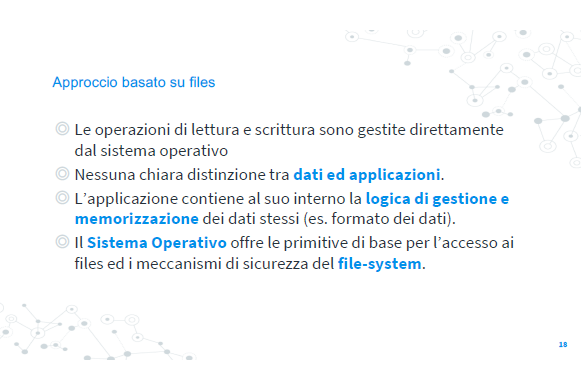 Approccio basato su files
Le operazioni di lettura e scrittura sono gestite direttamente
dal sistema operativo
Nessuna chiara distinzione tra dati ed applicazioni.
L’applicazione contiene al suo interno la logica di gestione e
memorizzazione dei dati stessi (es. formato dei dati).
Il Sistema Operativo offre le primitive di base per l’accesso ai
files ed i meccanismi di sicurezza del file-system.
18